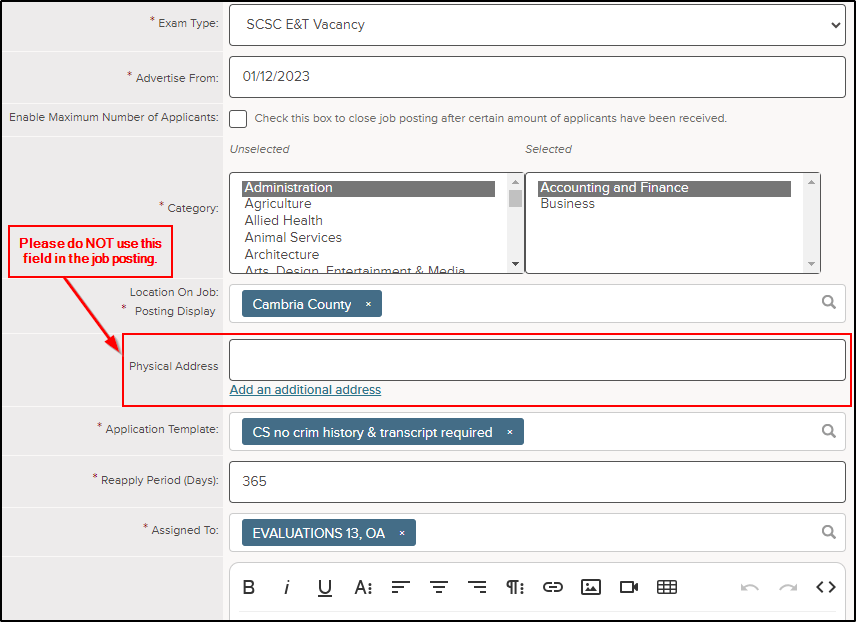 * Exam Type:
SCSC E&T Vacancy
* Advertise From:
01/12/2023
Enable Maximum Number of Applicants:
Check this box to close job posting after certain amount of applicants have been received.
Unselected
Selected
* Category:
Administration
Agriculture
Allied Health
Animal Services
Architecture
Arts, Design, Entertainment & Media
Accounting and Finance
Business
Please do NOT use this
field in the job posting.
Location On Job:
* Posting Display
Cambria County ×
Physical Address
Add an additional address
* Application Template:
CS no crim history & transcript required ×
* Reapply Period (Days):
365
* Assigned To:
EVALUATIONS 13, OA ×
B i U A